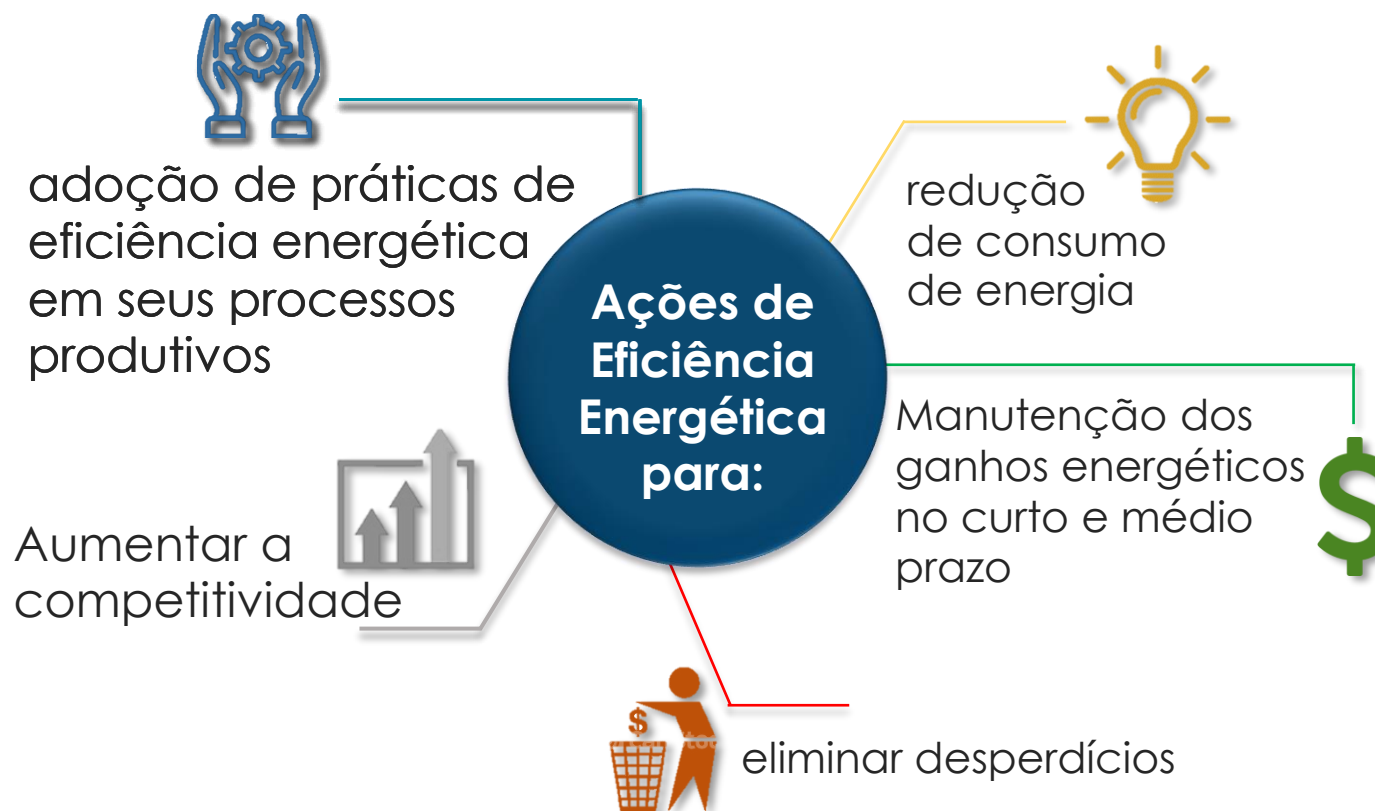 adoção de práticas de
eficiência energética
em seus processos
produtivos
redução
de consumo
de energia
Ações de
Eficiência
Energética
para:
Manutenção dos
ganhos energéticos
no curto e médio
prazo
$
Aumentar a
competitividade
$
eliminar desperdícios